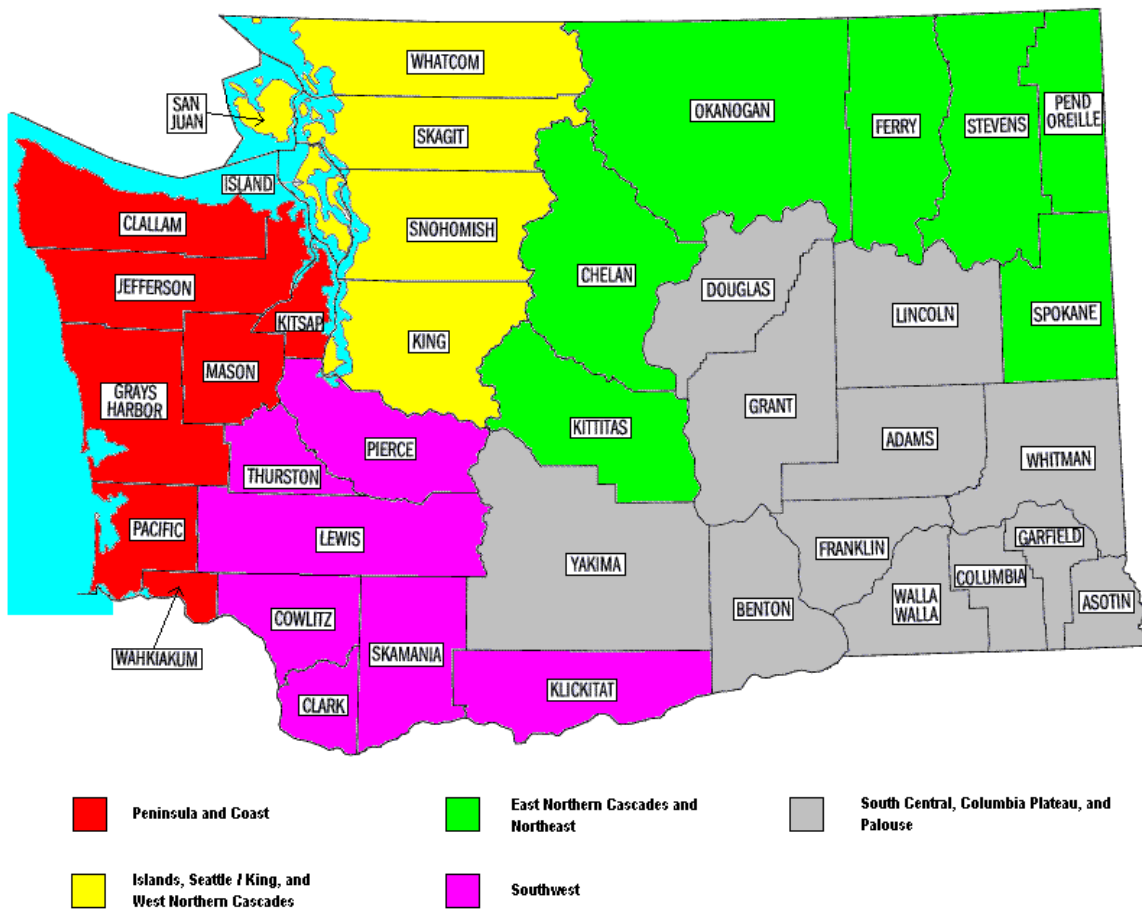 WHATCOM
SAN
JUAN
SKAGIT
OKANOGAN
FERRY
STEVENS
PEND
OREILLE
ISLAND
CLALLAM
SNOHOMISH
CHELAN
JEFFERSON
DOUGLAS
LINCOLN
SPOKANE
KITSAP
KING
MASON
GRAYS
HARBOR
GRANT
KITTITAS
ADAMS
PIERCE
WHITMAN
THURSTON
PACIFIC
LEWIS
GARFIELD
FRANKLIN
YAKIMA
COLUMBIA
WALLA
WALLA
ASOTIN
BENTON
COWLITZ
SKAMANIA
WAHKIAKUM
KLICKITAT
CLARK
Peninsula and Coast
East Northern Cascades and
Northeast
South Central, Columbia Plateau, and
Palouse
Islands, Seattle / King, and
West Northern Cascades
Southwest